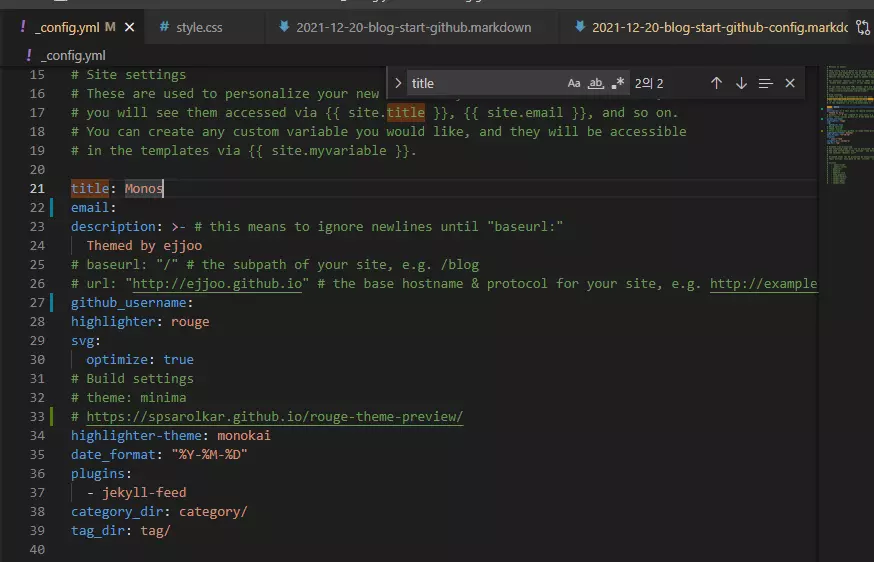 _config.yml M
style.css
2021-12-20-blog-start-github.markdown
2021-12-20-blog-start-github-config.markdo
_config.yml
title
Aa ab 2의 2
15 # Site settings
16 # These are used to personalize your new
17 # you will see them accessed via {{ site.title }}, {{ site.email }}, and so on.
18 # You can create any custom variable you would like, and they will be accessible
19 # in the templates via {{ site.myvariable }}.
20
21 title: Monos
22 email:
23 description: >- # this means to ignore newlines until "baseurl:"
24 Themed by ejjoo
25 # baseurl: "/" # the subpath of your site, e.g. /blog
26 # url: "http://ejjoo.github.io" # the base hostname & protocol for your site, e.g. http://example
27 github_username:
28 highlighter: rouge
29 svg:
30 optimize: true
31 # Build settings
32 # theme: minima
33 # https://spsarolkar.github.io/rouge-theme-preview/
34 highlighter-theme: monokai
35 date_format: "%Y-%M-%D"
36 plugins:
37 - jekyll-feed
38 category_dir: category/
39 tag_dir: tag/
40